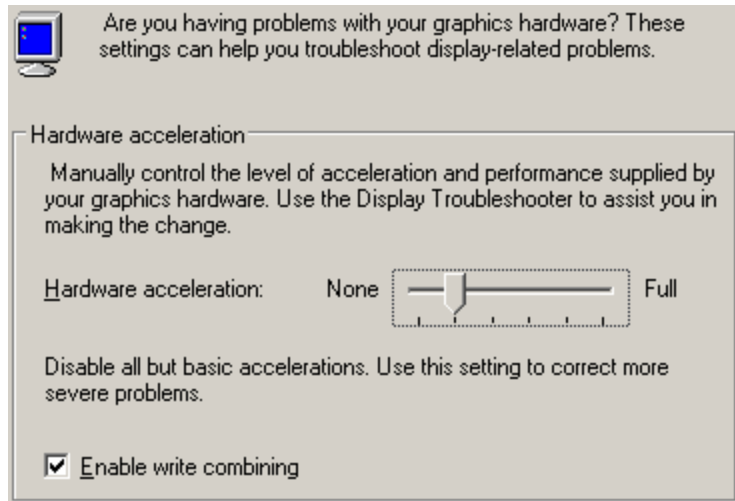 Are you having problems with your graphics hardware? These
settings can help you troubleshoot display-related problems.
Hardware acceleration
Manually control the level of acceleration and performance supplied by
your graphics hardware. Use the Display Troubleshooter to assist you in
making the change.
Hardware acceleration: None Full
Disable all but basic accelerations. Use this setting to correct more
severe problems.
Enable write combining